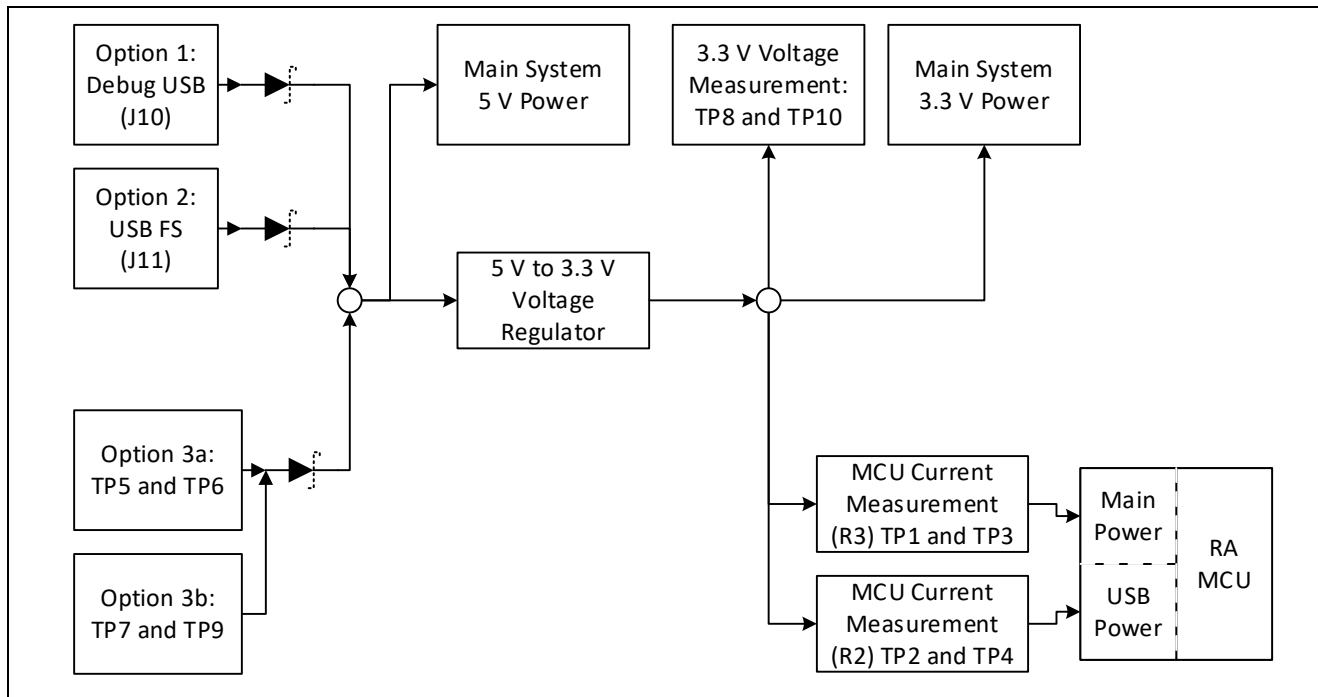 Option 1:
Debug USB
(J10)
Main System
5 V Power
3.3 V Voltage
Measurement:
TP8 and TP10
Main System
3.3 V Power
Option 2:
USB FS
(J11)
5 V to 3.3 V
Voltage
Regulator
Option 3a:
TP5 and TP6
Option 3b:
TP7 and TP9
MCU Current
Measurement
(R3) TP1 and TP3
MCU Current
Measurement
(R2) TP2 and TP4
Main
Power
USB
Power
RA
MCU